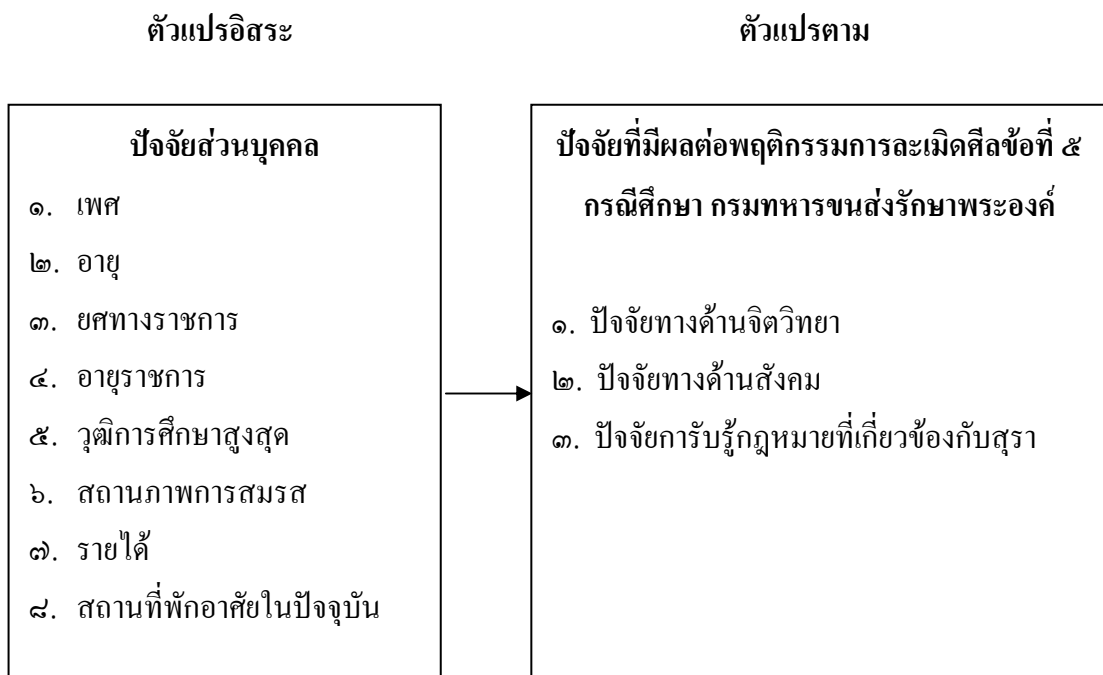 ตัวแปรอิสระ
ตัวแปรตาม
ปัจจัยส่วนบุคคล
๑. เพศ
๒. อายุ
๓. ยศทางราชการ
๔. อายุราชการ
๕. วุฒิการศึกษาสูงสุด
๖. สถานภาพการสมรส
๗. รายได้
๘. สถานที่พักอาศัยในปัจจุบัน
ปัจจัยที่มีผลต่อพฤติกรรมการละเมิดศีลข้อที่ ๕
กรณีศึกษา กรมทหารขนส่งรักษาพระองค์
๑. ปัจจัยทางด้านจิตวิทยา
๒. ปัจจัยทางด้านสังคม
๓. ปัจจัยการับรู้กฎหมายที่เกี่ยวข้องกับสุรา